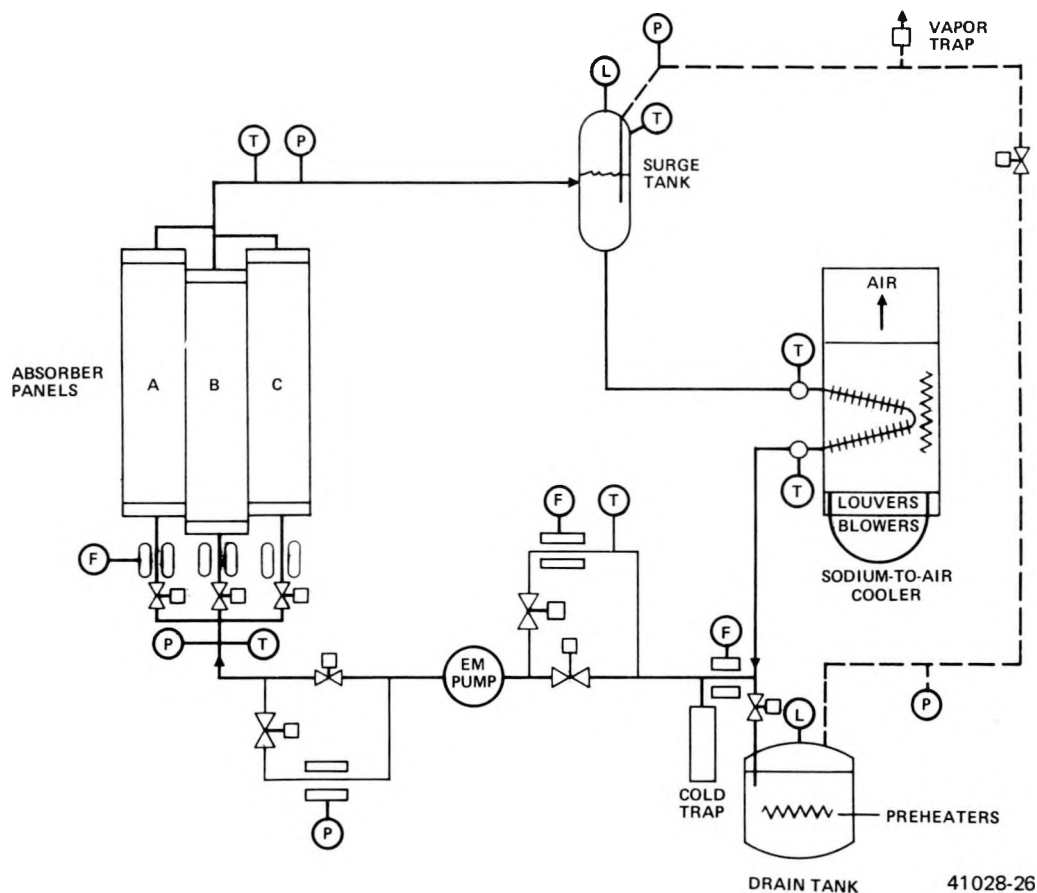 P
VAPOR
TRAP
L
T
T
P
SURGE
TANK
AIR
T
ABSORBER
PANELS
A
B
C
T
LOUVERS
BLOWERS
F
T
F
SODIUM-TO-AIR
COOLER
P
T
F
EM
PUMP
L
P
COLD
TRAP
PREHEATERS
P
DRAIN TANK
41028-26